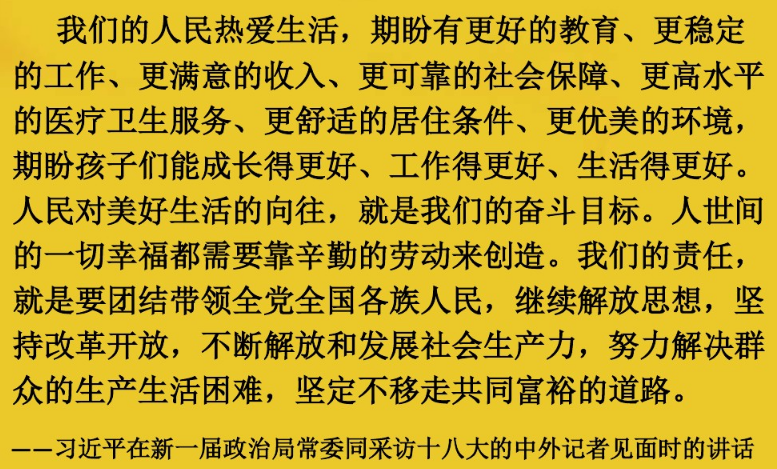 我们的人民热爱生活，期盼有更好的教育、更稳定
的工作、更满意的收入、更可靠的社会保障、更高水平
的医疗卫生服务、更舒适的居住条件、更优美的环境，
期盼孩子们能成长得更好、工作得更好、生活得更好。
人民对美好生活的向往，就是我们的奋斗目标。人世间
的一切幸福都需要靠辛勤的劳动来创造。我们的责任，
就是要团结带领全党全国各族人民，继续解放思想，坚
持改革开放，不断解放和发展社会生产力，努力解决群
众的生产生活困难，坚定不移走共同富裕的道路。
——习近平在新一届政治局常委同采访十八大的中外记者见面时的讲话